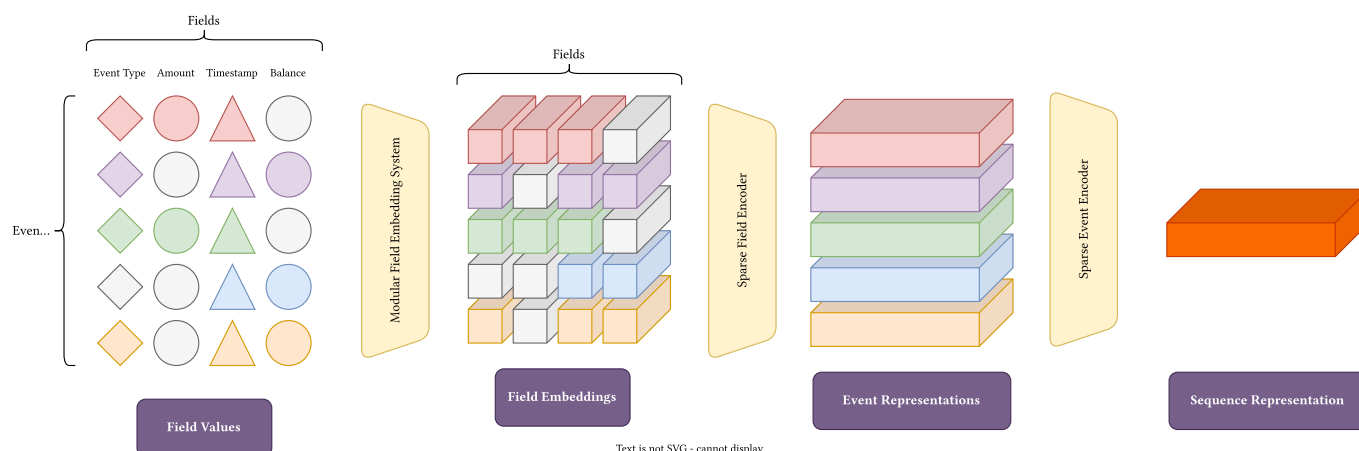 Fields
Event Type Amount Timestamp Balance
Even...
Modular Field Embedding System
Field Values
Fields
Field Embeddings
Sparse Field Encoder
Event Representations
Sparse Event Encoder
Sequence Representation
Text is not SVG - cannot display